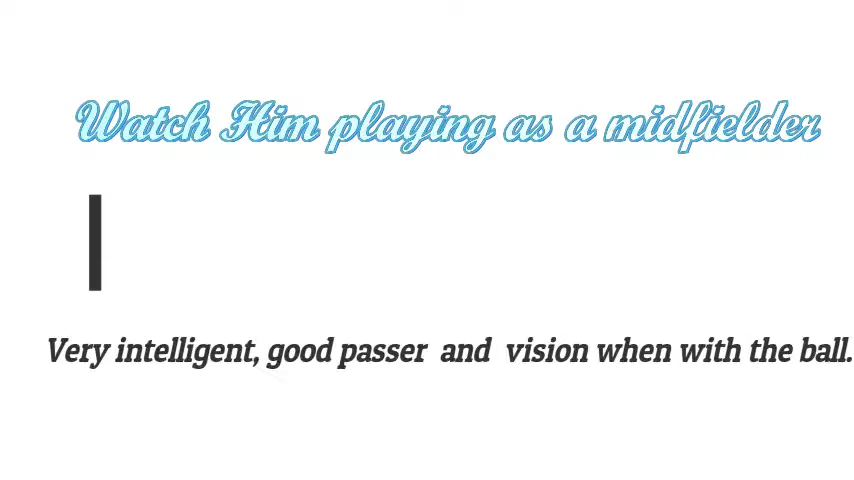 Watch Him playing as a midfielder
Very intelligent, good passer and vision when with the ball.